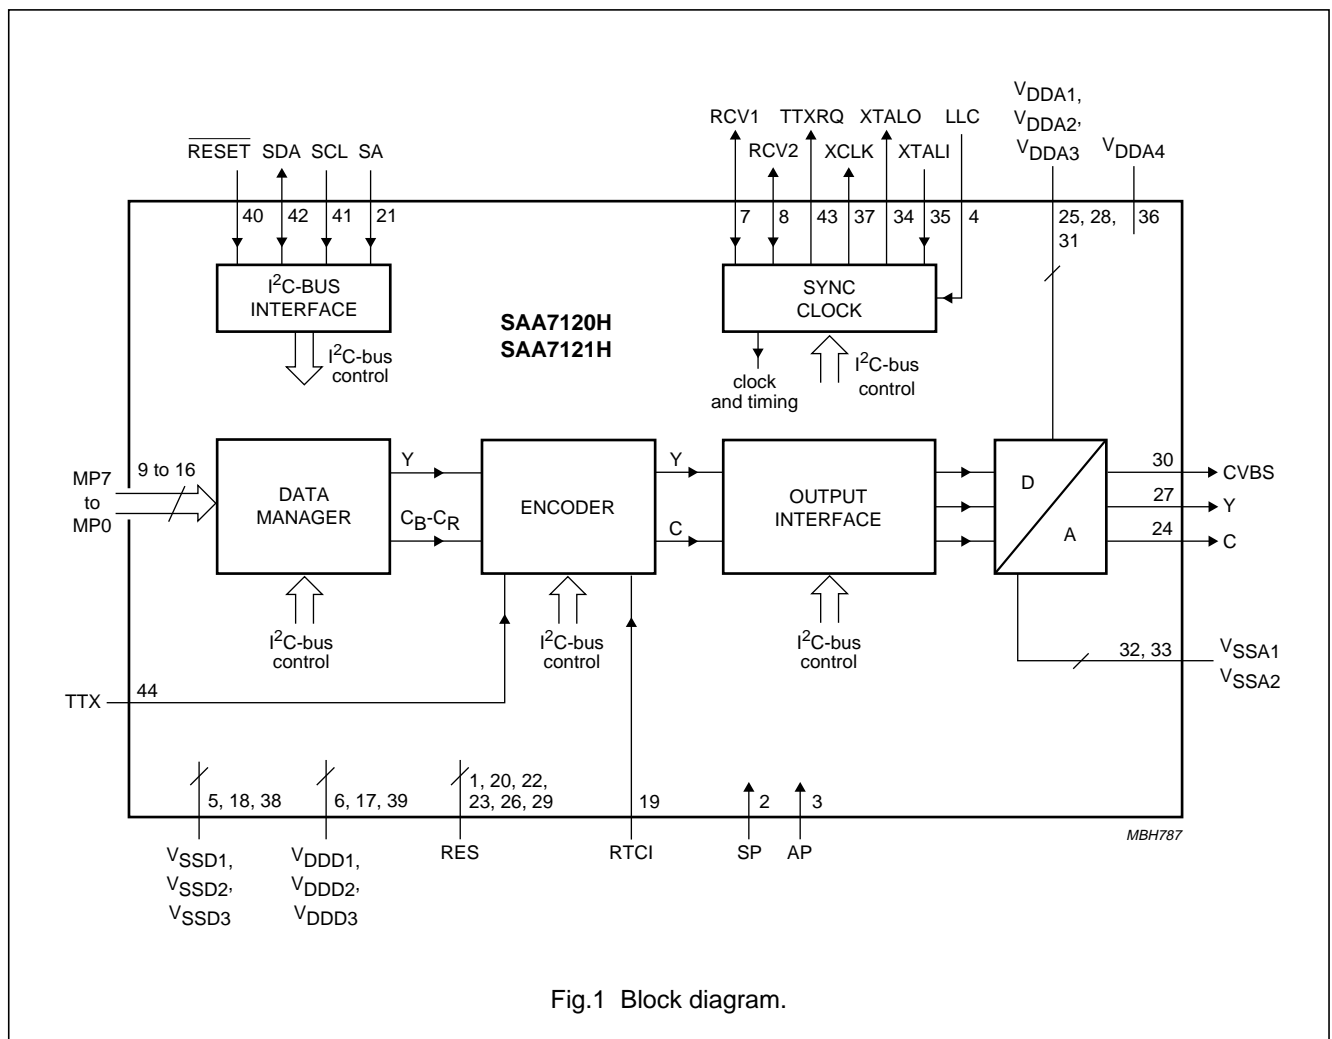 VDDA1,
RCV1 TTXRQ XTALO LLC
VDDA2,
RESET SDA SCL SA
RCV2 XCLK XTALI
VDDA3 VDDA4
40 42 41 21
7 8 43 37 34 35 4
25, 28, 36
31
I2C-BUS
INTERFACE
SYNC
CLOCK
SAA7120H
SAA7121H
I2C-bus
control
clock
and timing
I2C-bus
control
MP7
to
MP0
9 to 16
DATA
MANAGER
Y
CB-CR
ENCODER
Y
C
OUTPUT
INTERFACE
D
A
30 CVBS
27 Y
24 C
I2C-bus
control
I2C-bus
control
I2C-bus
control
32, 33 VSSA1
VSSA2
TTX 44
5, 18, 38
6, 17, 39
1, 20, 22,
23, 26, 29
19
2
3
MBH787
VSSD1,
VSSD2,
VSSD3
VDDD1,
VDDD2,
VDDD3
RES RTCI SP AP
Fig.1 Block diagram.